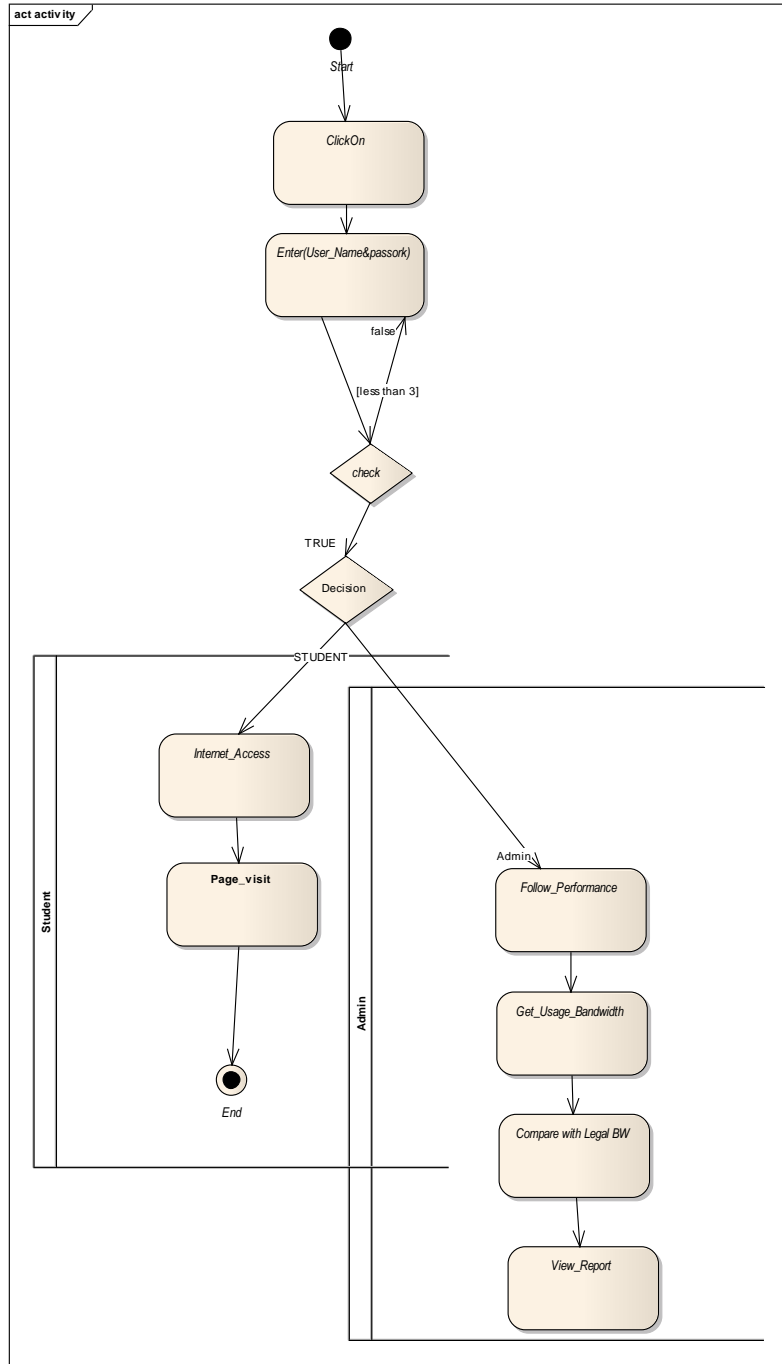 act activity
Start
ClickOn
Enter(User_Name&passork)
false
[less than 3]
check
TRUE
Decision
STUDENT
Internet_Access
Page_visit
Student
End
Admin
Admin
Follow_Performance
Get_Usage_Bandwidth
Compare with Legal BW
View_Report